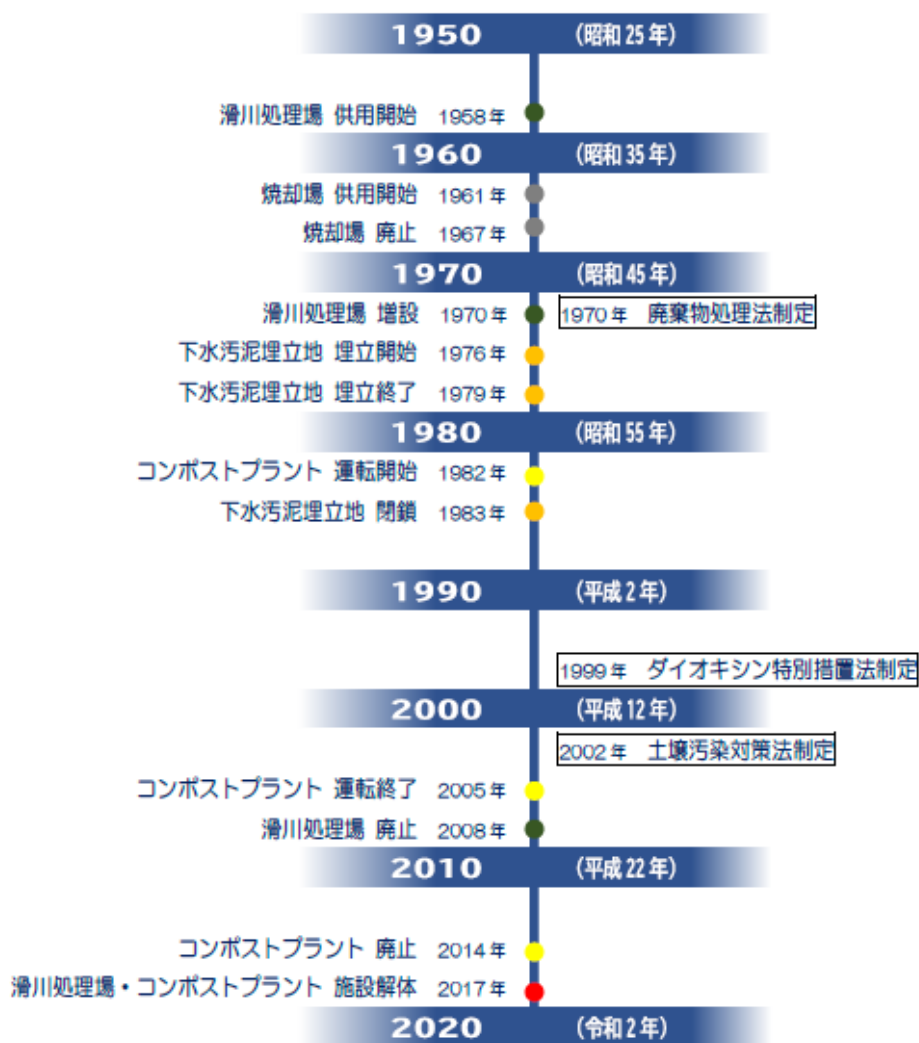 1950 (昭和25年)
滑川処理場 供用開始 1958年
1960 (昭和35年)
焼却場 供用開始 1961年
焼却場 廃止 1967年
1970 (昭和45年)
滑川処理場 増設 1970年 1970年 廃棄物処理法制定
下水汚泥埋立地 埋立開始 1976年
下水汚泥埋立地 埋立終了 1979年
1980 (昭和55年)
コンポストプラント 運転開始 1982年
下水汚泥埋立地 閉鎖 1983年
1990 (平成2年)
1999年 ダイオキシン特別措置法制定
2000 (平成12年)
2002年 土壌汚染対策法制定
コンポストプラント 運転終了 2005年
滑川処理場 廃止 2008年
2010 (平成22年)
コンポストプラント 廃止 2014年
滑川処理場・コンポストプラント 施設解体 2017年
2020 (令和2年)